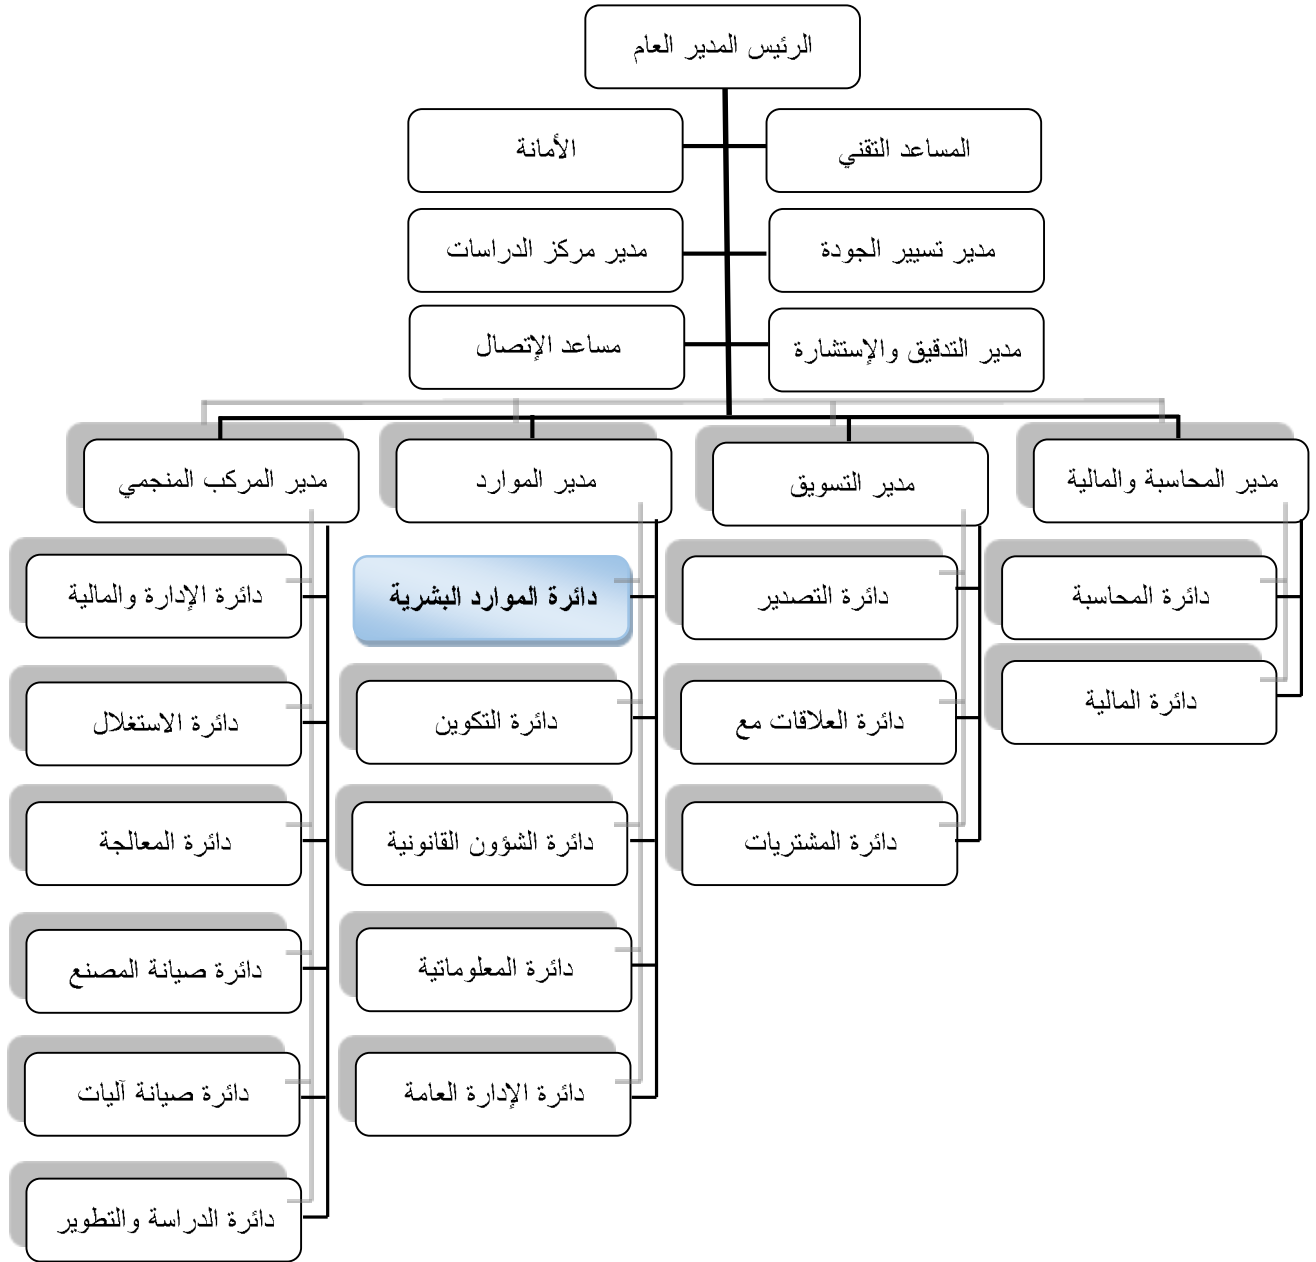 الرئيس المدير العام
المساعد التقني
الأمانة
مدير تسيير الجودة
مدير مركز الدراسات
مدير التدقيق والإستشارة
مساعد الإتصال
مدير المحاسبة والمالية
مدير التسويق
مدير الموارد
مدير المركب المنجمي
دائرة المحاسبة
دائرة التصدير
دائرة الموارد البشرية
دائرة الإدارة والمالية
دائرة المالية
دائرة العلاقات مع
دائرة التكوين
دائرة الاستغلال
دائرة المشتريات
دائرة الشؤون القانونية
دائرة المعالجة
دائرة المعلوماتية
دائرة صيانة المصنع
دائرة الإدارة العامة
دائرة صيانة آليات
دائرة الدراسة والتطوير